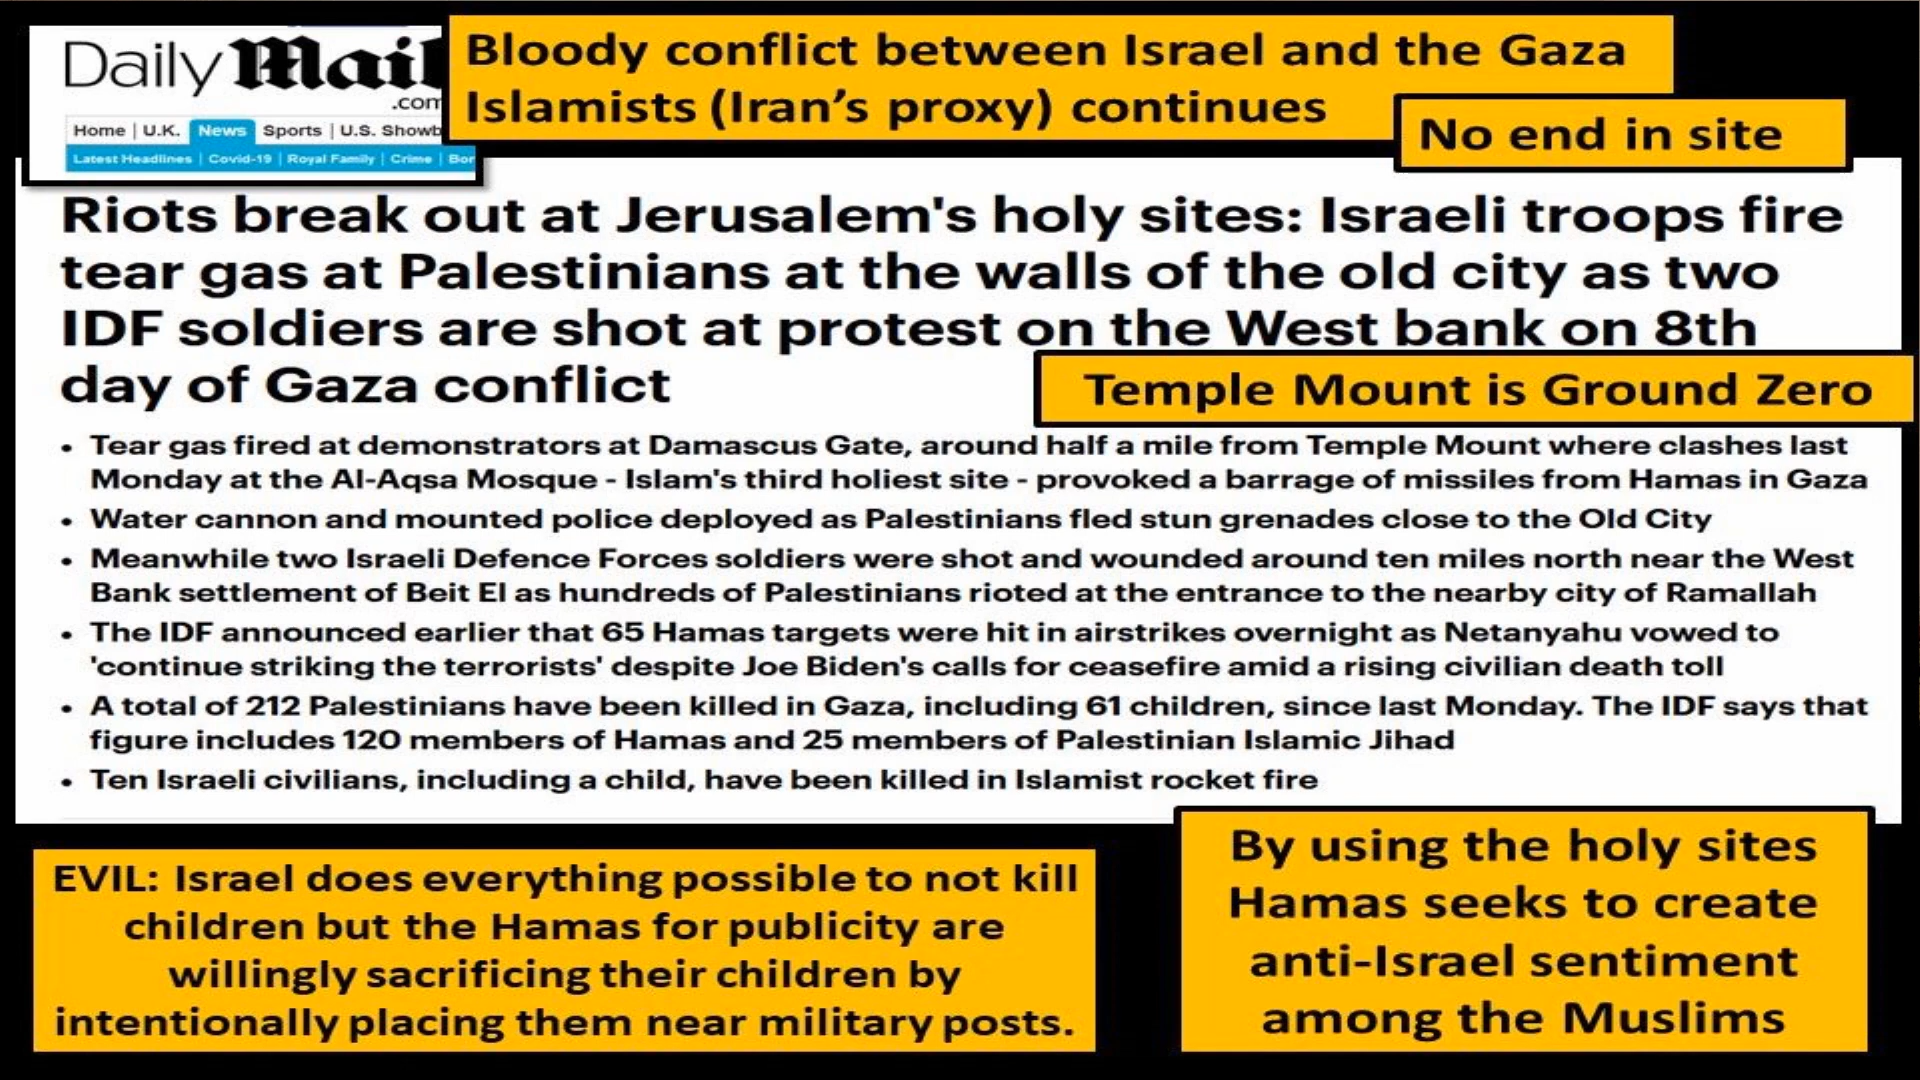 Daily Mail
.com
Bloody conflict between Israel and the Gaza
Islamists (Iran’s proxy) continues
No end in site
Home | U.K. News Sports | U.S. Showb
Latest Headlines | Covid-19 | Royal Family | Crime | Bor
Riots break out at Jerusalem's holy sites: Israeli troops fire
tear gas at Palestinians at the walls of the old city as two
IDF soldiers are shot at protest on the West bank on 8th
day of Gaza conflict
Temple Mount is Ground Zero
• Tear gas fired at demonstrators at Damascus Gate, around half a mile from Temple Mount where clashes last
Monday at the Al-Aqsa Mosque - Islam's third holiest site - provoked a barrage of missiles from Hamas in Gaza
• Water cannon and mounted police deployed as Palestinians fled stun grenades close to the Old City
• Meanwhile two Israeli Defence Forces soldiers were shot and wounded around ten miles north near the West
Bank settlement of Beit El as hundreds of Palestinians rioted at the entrance to the nearby city of Ramallah
• The IDF announced earlier that 65 Hamas targets were hit in airstrikes overnight as Netanyahu vowed to
'continue striking the terrorists' despite Joe Biden's calls for ceasefire amid a rising civilian death toll
• A total of 212 Palestinians have been killed in Gaza, including 61 children, since last Monday. The IDF says that
figure includes 120 members of Hamas and 25 members of Palestinian Islamic Jihad
• Ten Israeli civilians, including a child, have been killed in Islamist rocket fire
EVIL: Israel does everything possible to not kill
children but the Hamas for publicity are
willingly sacrificing their children by
intentionally placing them near military posts.
By using the holy sites
Hamas seeks to create
anti-Israel sentiment
among the Muslims